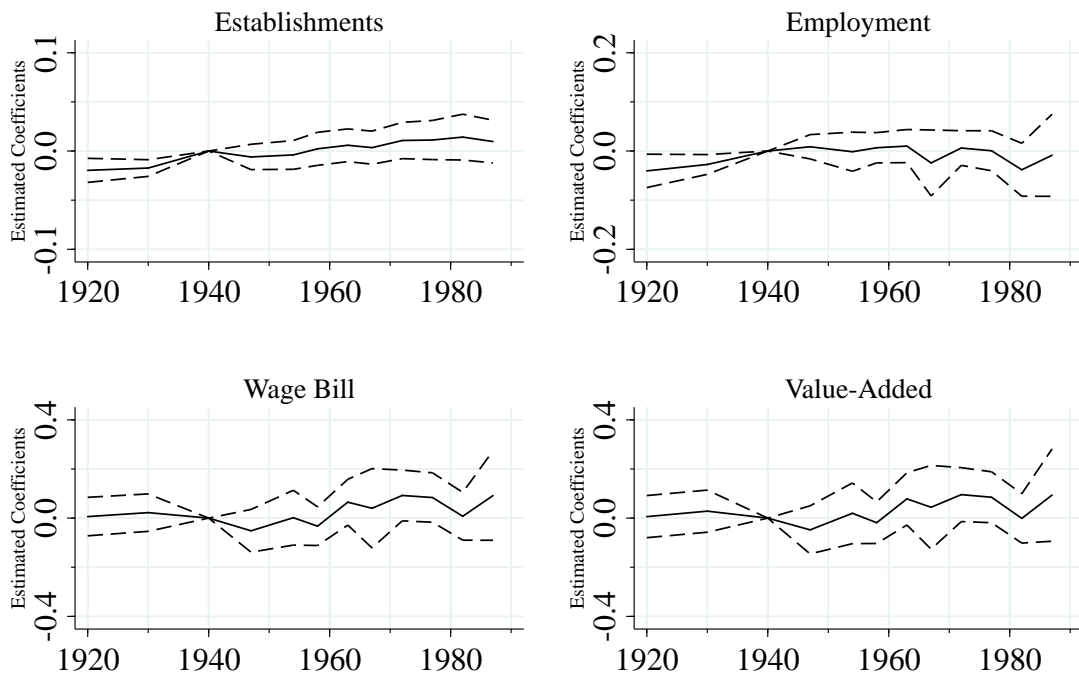 Establishments
Estimated Coefficients
0.1
0.0
-0.1
1920 1940 1960 1980
Employment
Estimated Coefficients
0.2
0.0
-0.2
1920 1940 1960 1980
Wage Bill
Estimated Coefficients
0.4
0.0
-0.4
1920 1940 1960 1980
Value-Added
Estimated Coefficients
0.4
0.0
-0.4
1920 1940 1960 1980